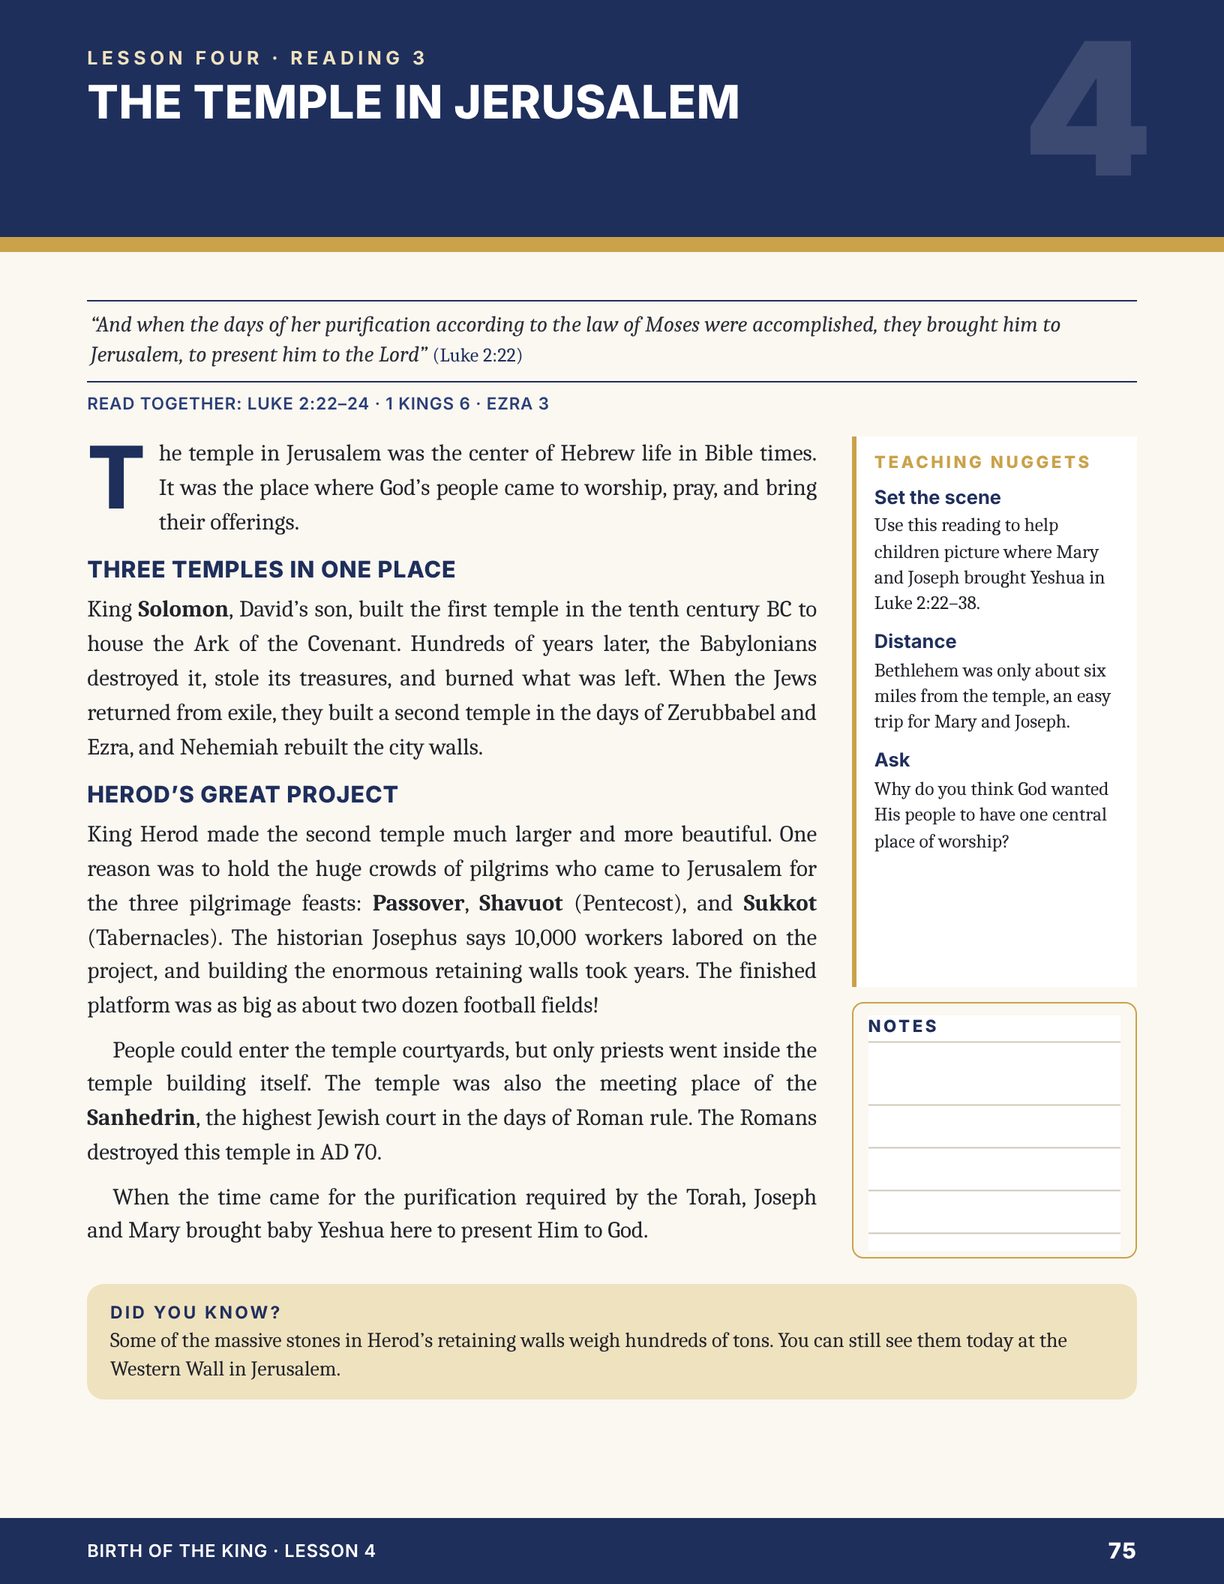 LESSON FOUR · READING 3
THE TEMPLE IN JERUSALEM
4
“And when the days of her purification according to the law of Moses were accomplished, they brought him to
Jerusalem, to present him to the Lord” (Luke 2:22)
READ TOGETHER: LUKE 2:22–24 · 1 KINGS 6 · EZRA 3
The temple in Jerusalem was the center of Hebrew life in Bible times.
It was the place where God’s people came to worship, pray, and bring
their offerings.
THREE TEMPLES IN ONE PLACE
King Solomon, David’s son, built the first temple in the tenth century BC to
house the Ark of the Covenant. Hundreds of years later, the Babylonians
destroyed it, stole its treasures, and burned what was left. When the Jews
returned from exile, they built a second temple in the days of Zerubbabel and
Ezra, and Nehemiah rebuilt the city walls.
HEROD’S GREAT PROJECT
King Herod made the second temple much larger and more beautiful. One
reason was to hold the huge crowds of pilgrims who came to Jerusalem for
the three pilgrimage feasts: Passover, Shavuot (Pentecost), and Sukkot
(Tabernacles). The historian Josephus says 10,000 workers labored on the
project, and building the enormous retaining walls took years. The finished
platform was as big as about two dozen football fields!
People could enter the temple courtyards, but only priests went inside the
temple building itself. The temple was also the meeting place of the
Sanhedrin, the highest Jewish court in the days of Roman rule. The Romans
destroyed this temple in AD 70.
When the time came for the purification required by the Torah, Joseph
and Mary brought baby Yeshua here to present Him to God.
TEACHING NUGGETS
Set the scene
Use this reading to help
children picture where Mary
and Joseph brought Yeshua in
Luke 2:22–38.
Distance
Bethlehem was only about six
miles from the temple, an easy
trip for Mary and Joseph.
Ask
Why do you think God wanted
His people to have one central
place of worship?
NOTES
DID YOU KNOW?
Some of the massive stones in Herod’s retaining walls weigh hundreds of tons. You can still see them today at the
Western Wall in Jerusalem.
BIRTH OF THE KING · LESSON 4
75